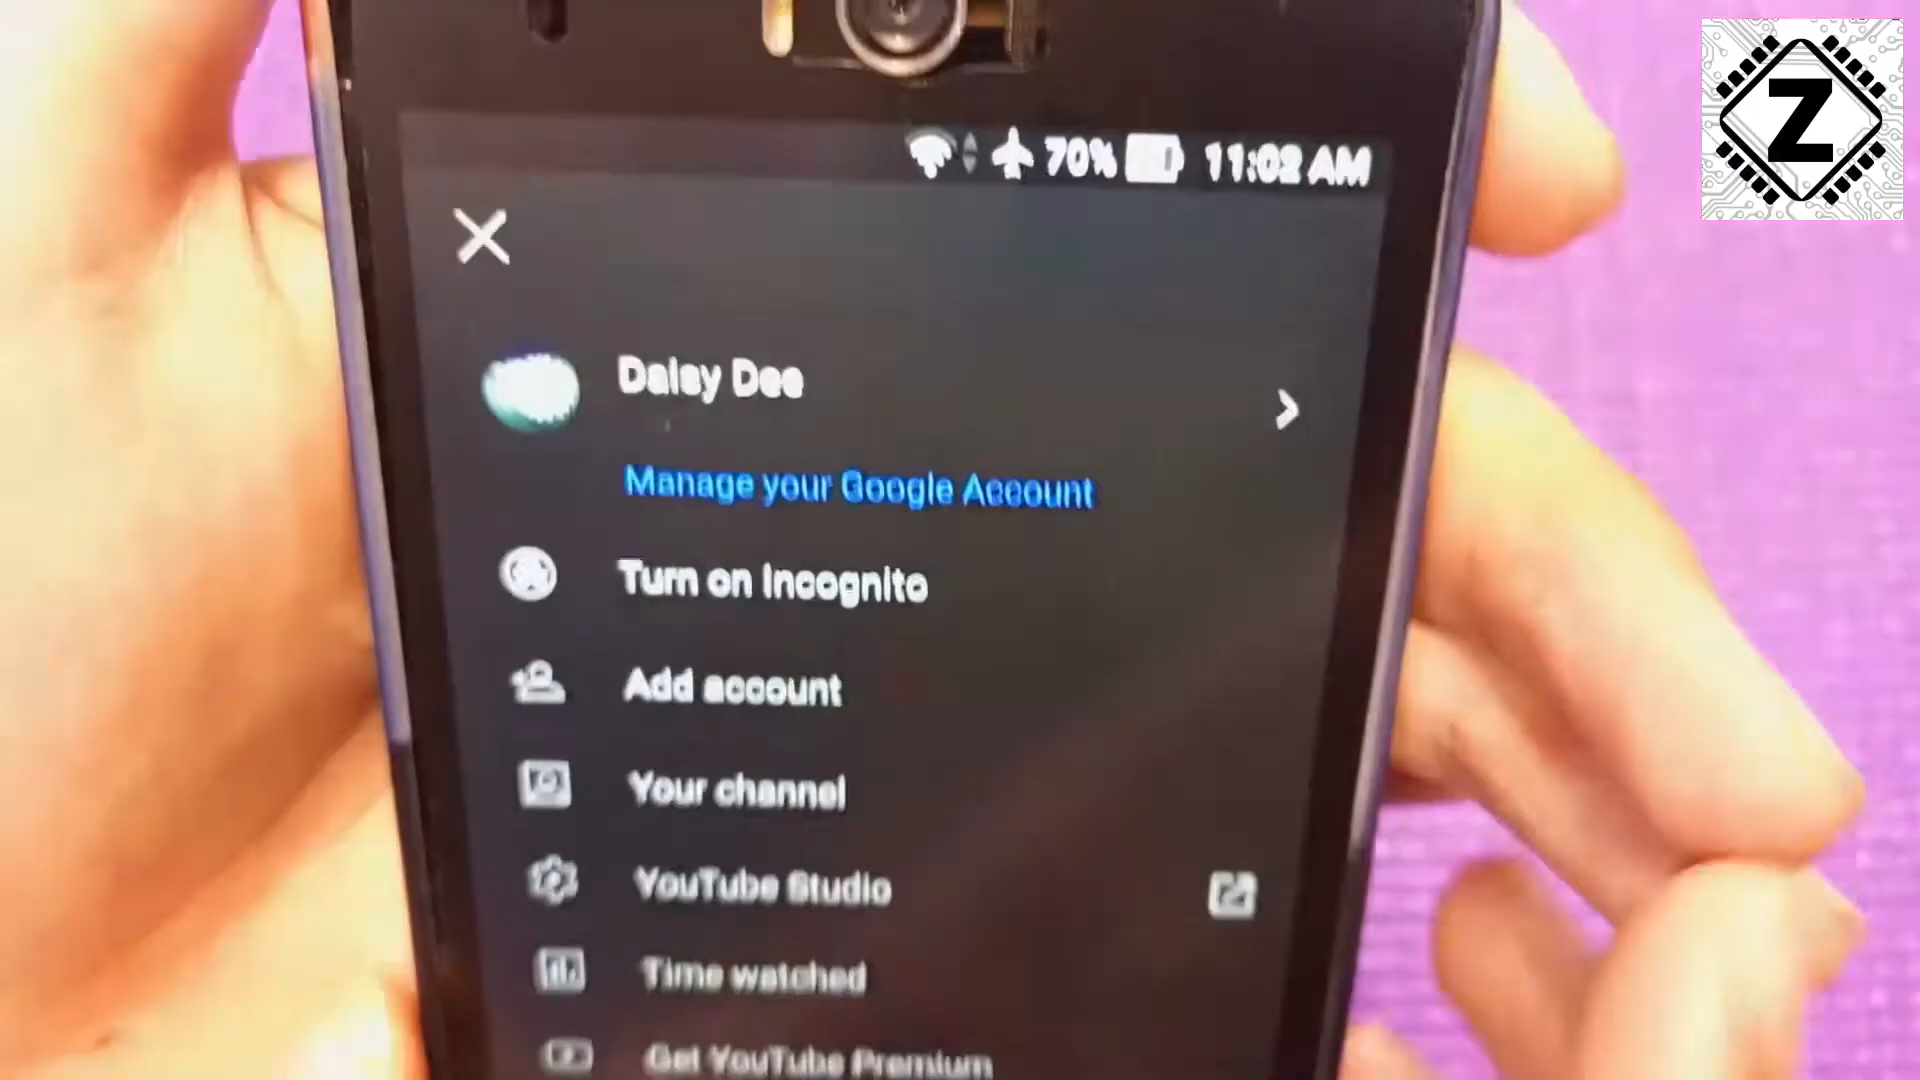 Z
70% 11:02 AM
Daisy Dee
Manage your Google Account
Turn on Incognito
Add account
Your channel
YouTube Studio
Time watched
Get YouTube Premium